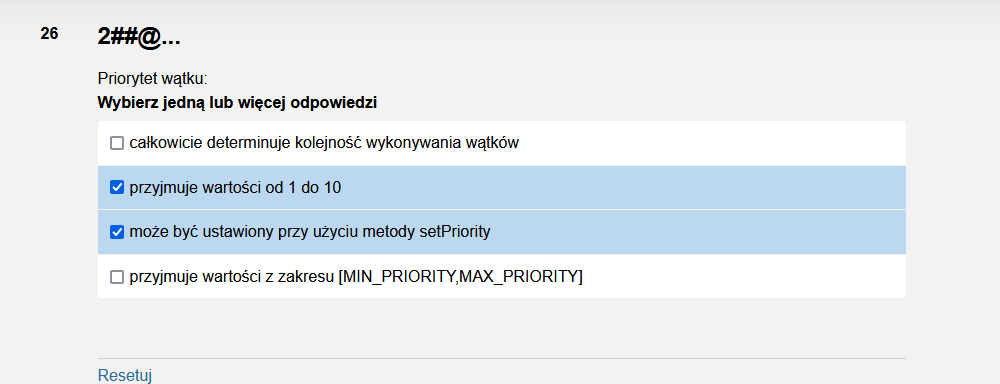 26
2##@...
Priorytet wątku:
Wybierz jedną lub więcej odpowiedzi
całkowicie determinuje kolejność wykonywania wątków
przyjmuje wartości od 1 do 10
może być ustawiony przy użyciu metody setPriority
przyjmuje wartości z zakresu [MIN_PRIORITY,MAX_PRIORITY]
Resetuj